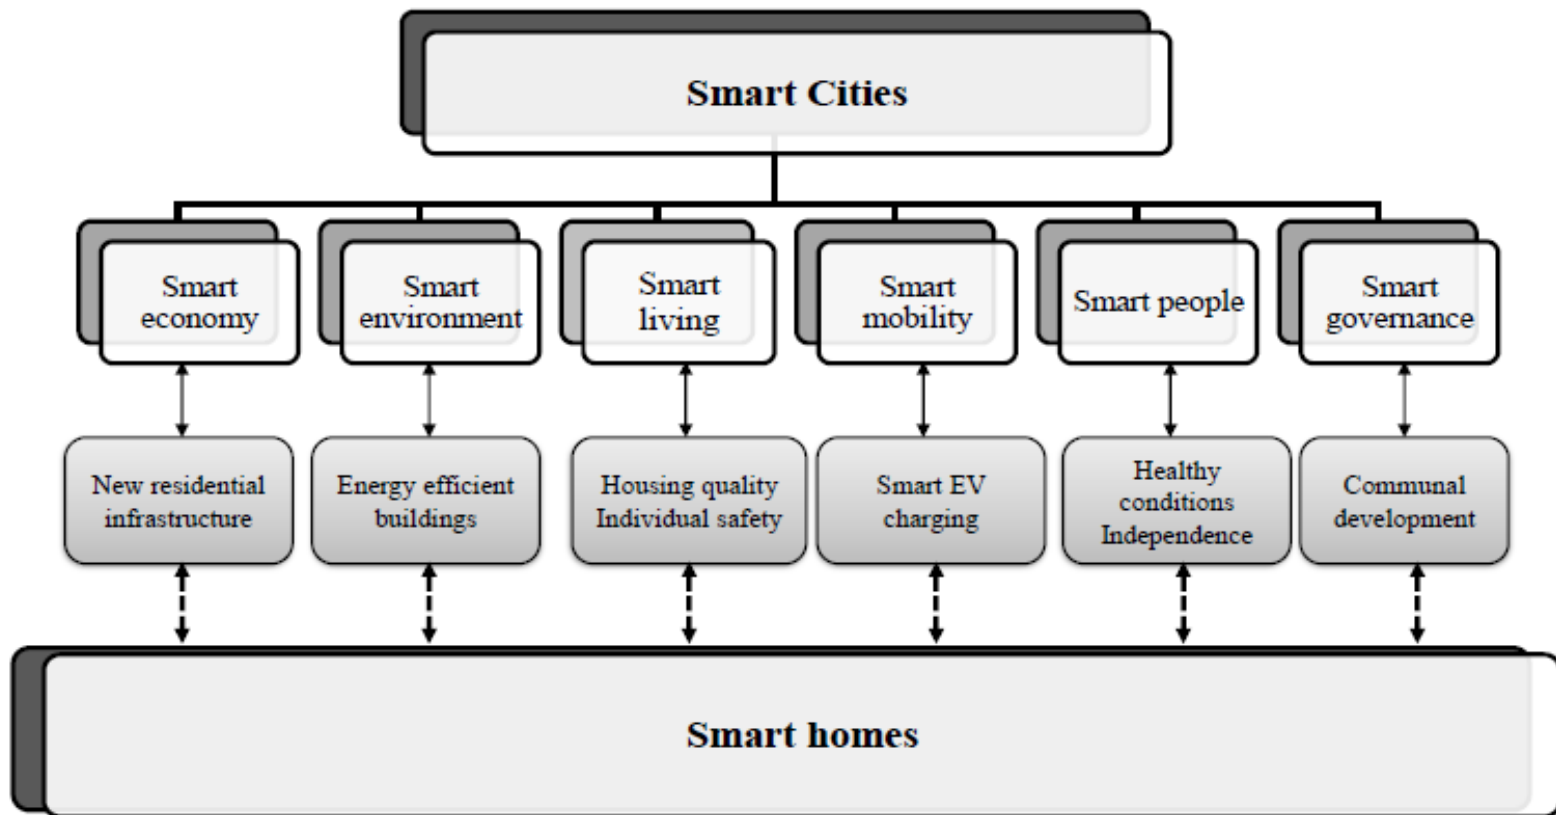 Smart Cities
Smart
economy
Smart
environment
Smart
living
Smart
mobility
Smart people
Smart
governance
New residential
infrastructure
Energy efficient
buildings
Housing quality
Individual safety
Smart EV
charging
Healthy
conditions
Independence
Communal
development
Smart homes